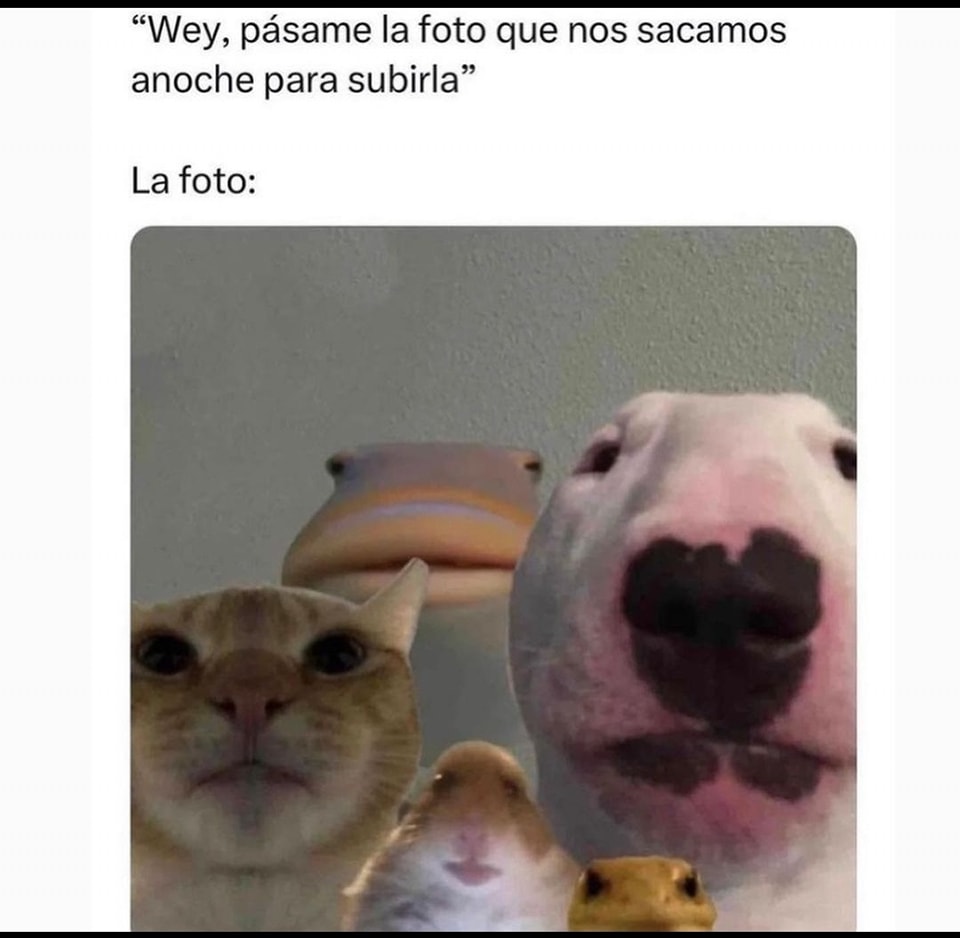 “Wey, pásame la foto que nos sacamos
anoche para subirla”
La foto: